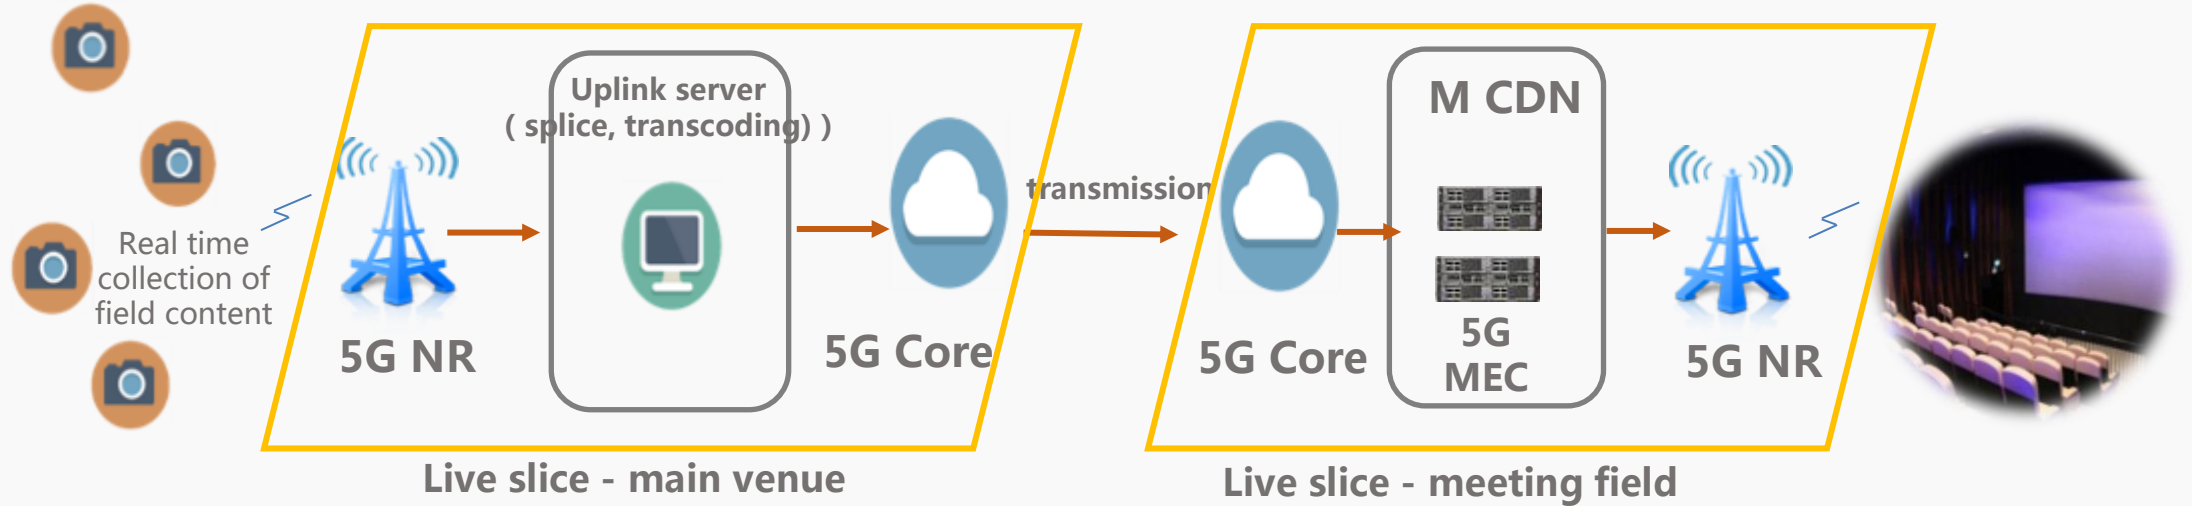 Real time
collection of
field content
5G NR
Uplink server
( splice, transcoding) )
5G Core
Live slice - main venue
transmission
5G Core
M CDN
5G
MEC
5G NR
Live slice - meeting field